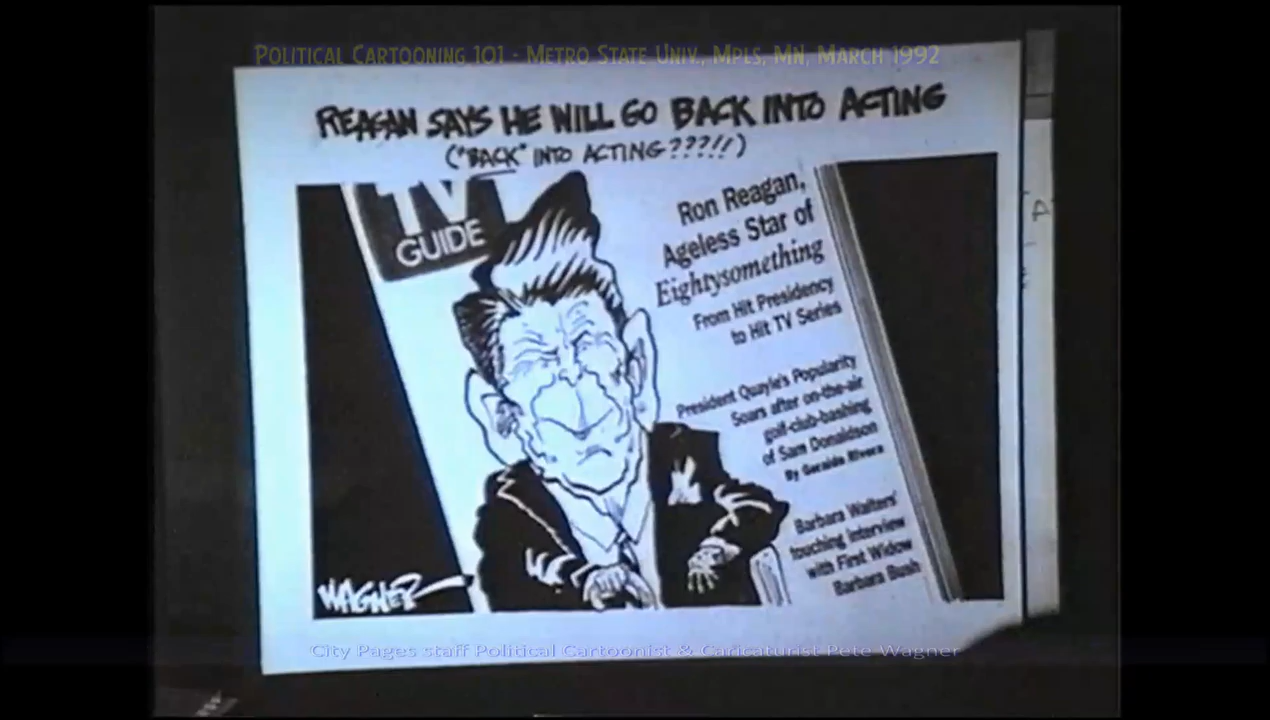 POLITICAL CARTOONING 101 - METRO STATE UNIV., MPLS, MN, MARCH 1992
REAGAN SAYS HE WILL GO BACK INTO ACTING
("BACK" INTO ACTING???!!)
TV
GUIDE
Ron Reagan,
Ageless Star of
Eightysomething
From Hit Presidency
to Hit TV Series
President Quayle's Popularity
Soars after on-the-air
golf-club-bashing
of Sam Donaldson
By Geraldo Rivera
Barbara Walters'
touching interview
with First Widow
Barbara Bush
WAGNER
City Pages staff Political Cartoonist & Caricaturist Pete Wagner